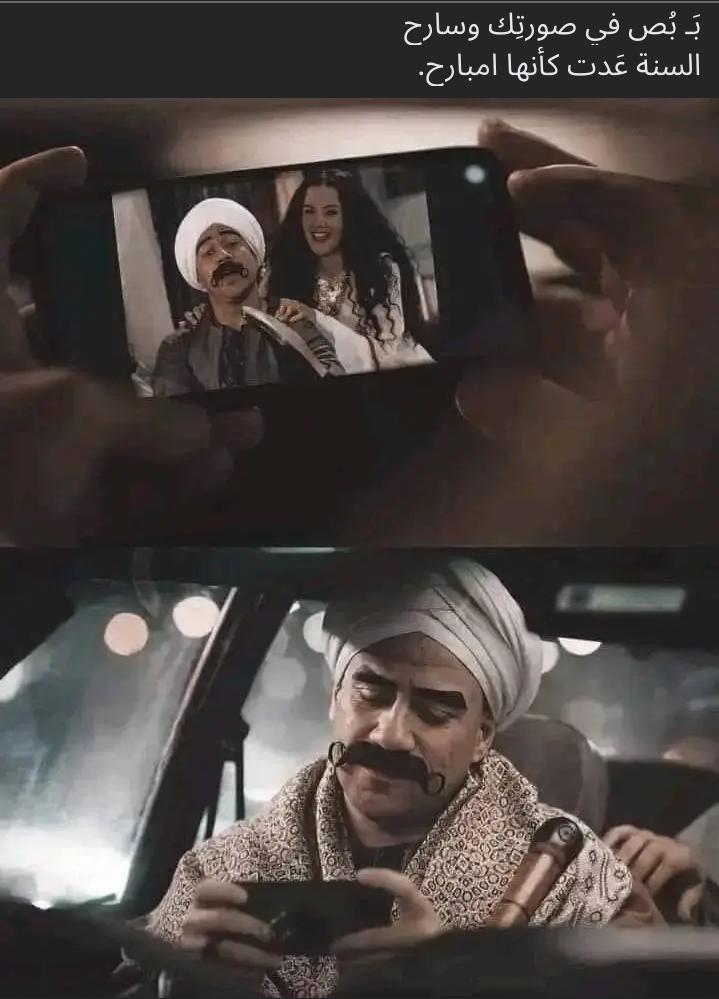 بَـ بُص في صورتِك وسارح
السنة عَدت كأنها امبارح.